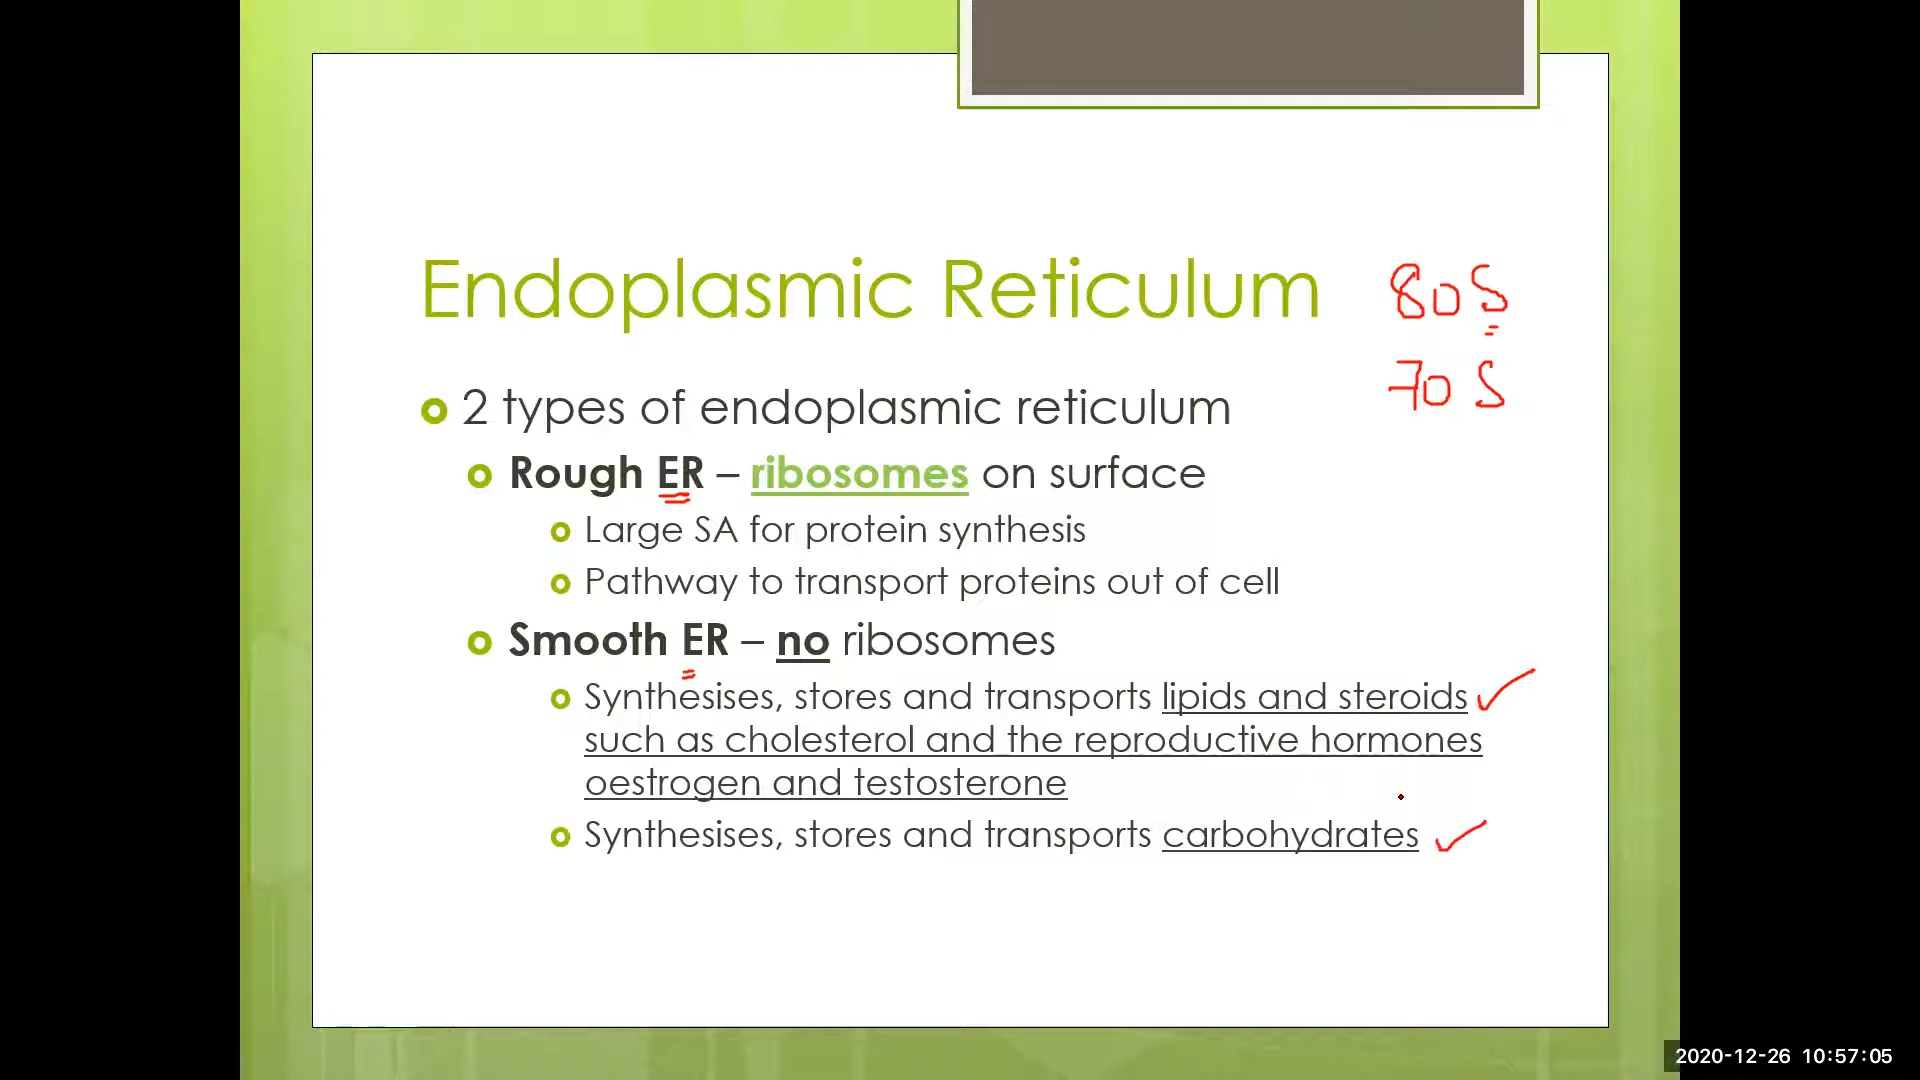 Endoplasmic Reticulum
80 S
70 S
2 types of endoplasmic reticulum
Rough ER – ribosomes on surface
Large SA for protein synthesis
Pathway to transport proteins out of cell
Smooth ER – no ribosomes
Synthesises, stores and transports lipids and steroids
such as cholesterol and the reproductive hormones
oestrogen and testosterone
Synthesises, stores and transports carbohydrates
2020-12-26 10:57:05